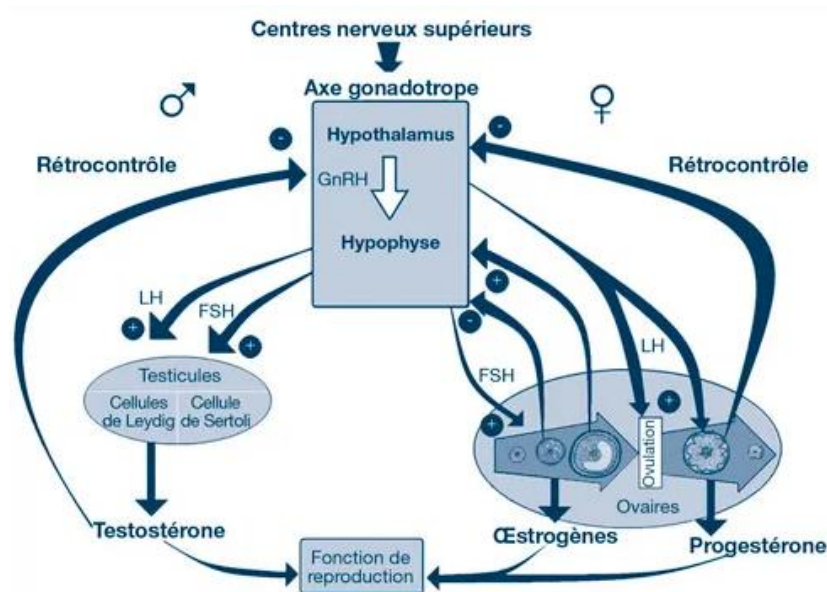 Centres nerveux supérieurs
Axe gonadotrope
♂
♀
-
Hypothalamus
-
Rétrocontrôle
Rétrocontrôle
GnRH
Hypophyse
LH
+
FSH
+
+
-
LH
FSH
+
+
Testicules
Cellules
de Leydig
Cellule
de Sertoli
Ovulation
Ovaires
Testostérone
Œstrogènes
Progestérone
Fonction de
reproduction